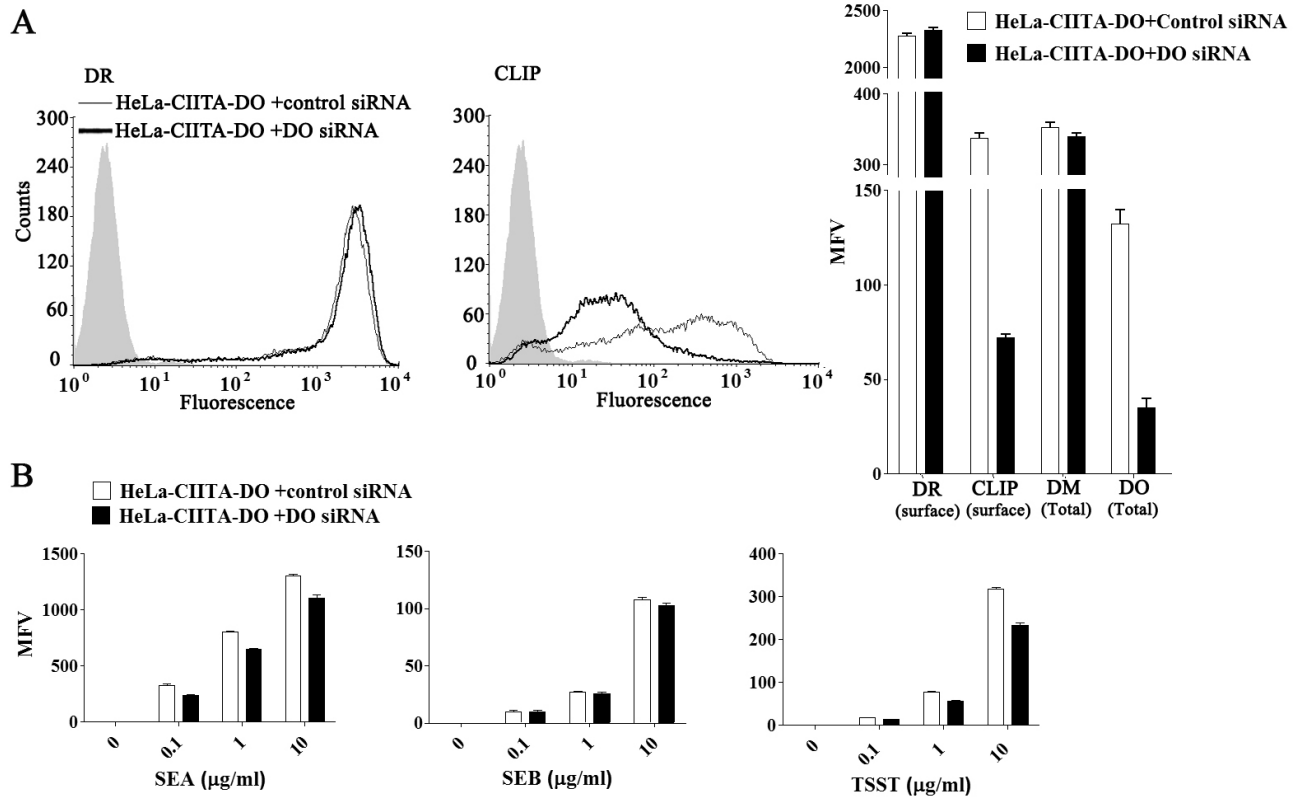 A
DR
HeLa-CIITA-DO +control siRNA
HeLa-CIITA-DO +DO siRNA
300
240
180
120
60
0
Counts
10^0 10^1 10^2 10^3 10^4
Fluorescence
CLIP
300
240
180
120
60
0
10^0 10^1 10^2 10^3 10^4
Fluorescence
HeLa-CIITA-DO+Control siRNA
HeLa-CIITA-DO+DO siRNA
2500
2000
400
300
150
100
50
0
MFV
DR CLIP DM DO
(surface) (surface) (Total) (Total)
B
HeLa-CIITA-DO +control siRNA
HeLa-CIITA-DO +DO siRNA
1500
1000
500
0
MFV
0 0.1 1 10
SEA (μg/ml)
150
100
50
0
0 0.1 1 10
SEB (μg/ml)
400
300
200
100
0
0 0.1 1 10
TSST (μg/ml)